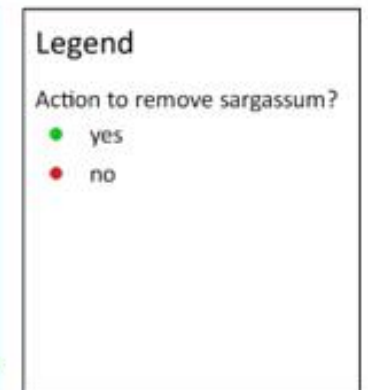 Legend
Action to remove sargassum?
yes
no